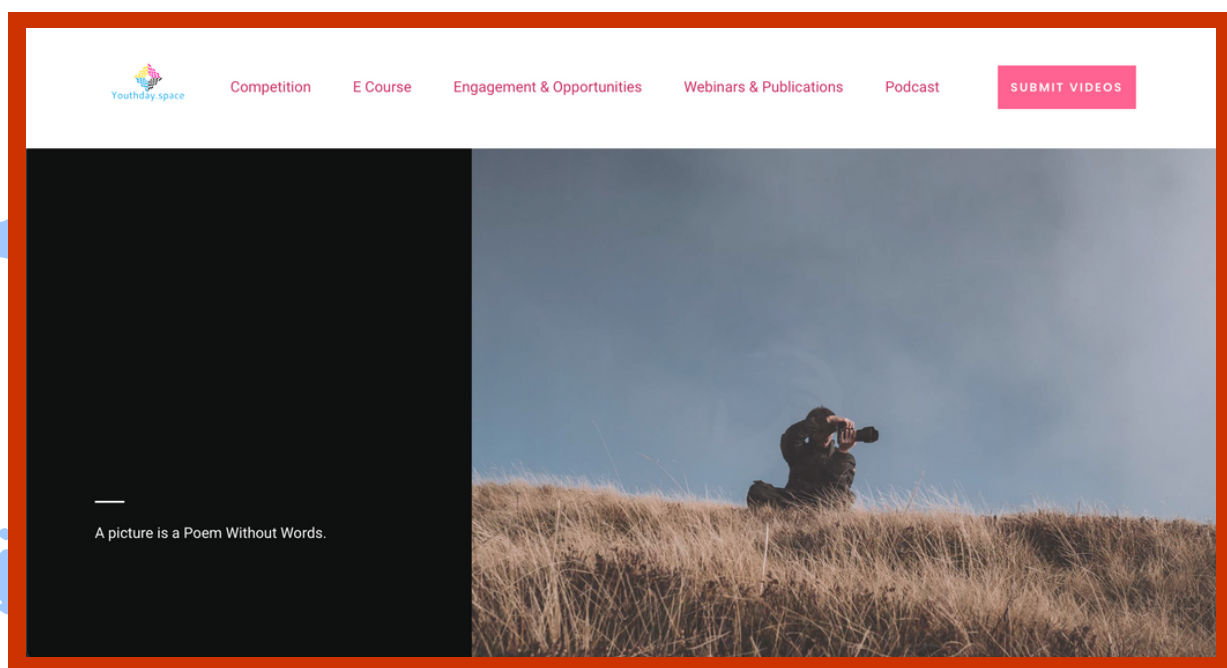 Youthday.space
Competition
E Course
Engagement & Opportunities
Webinars & Publications
Podcast
SUBMIT VIDEOS
A picture is a Poem Without Words.